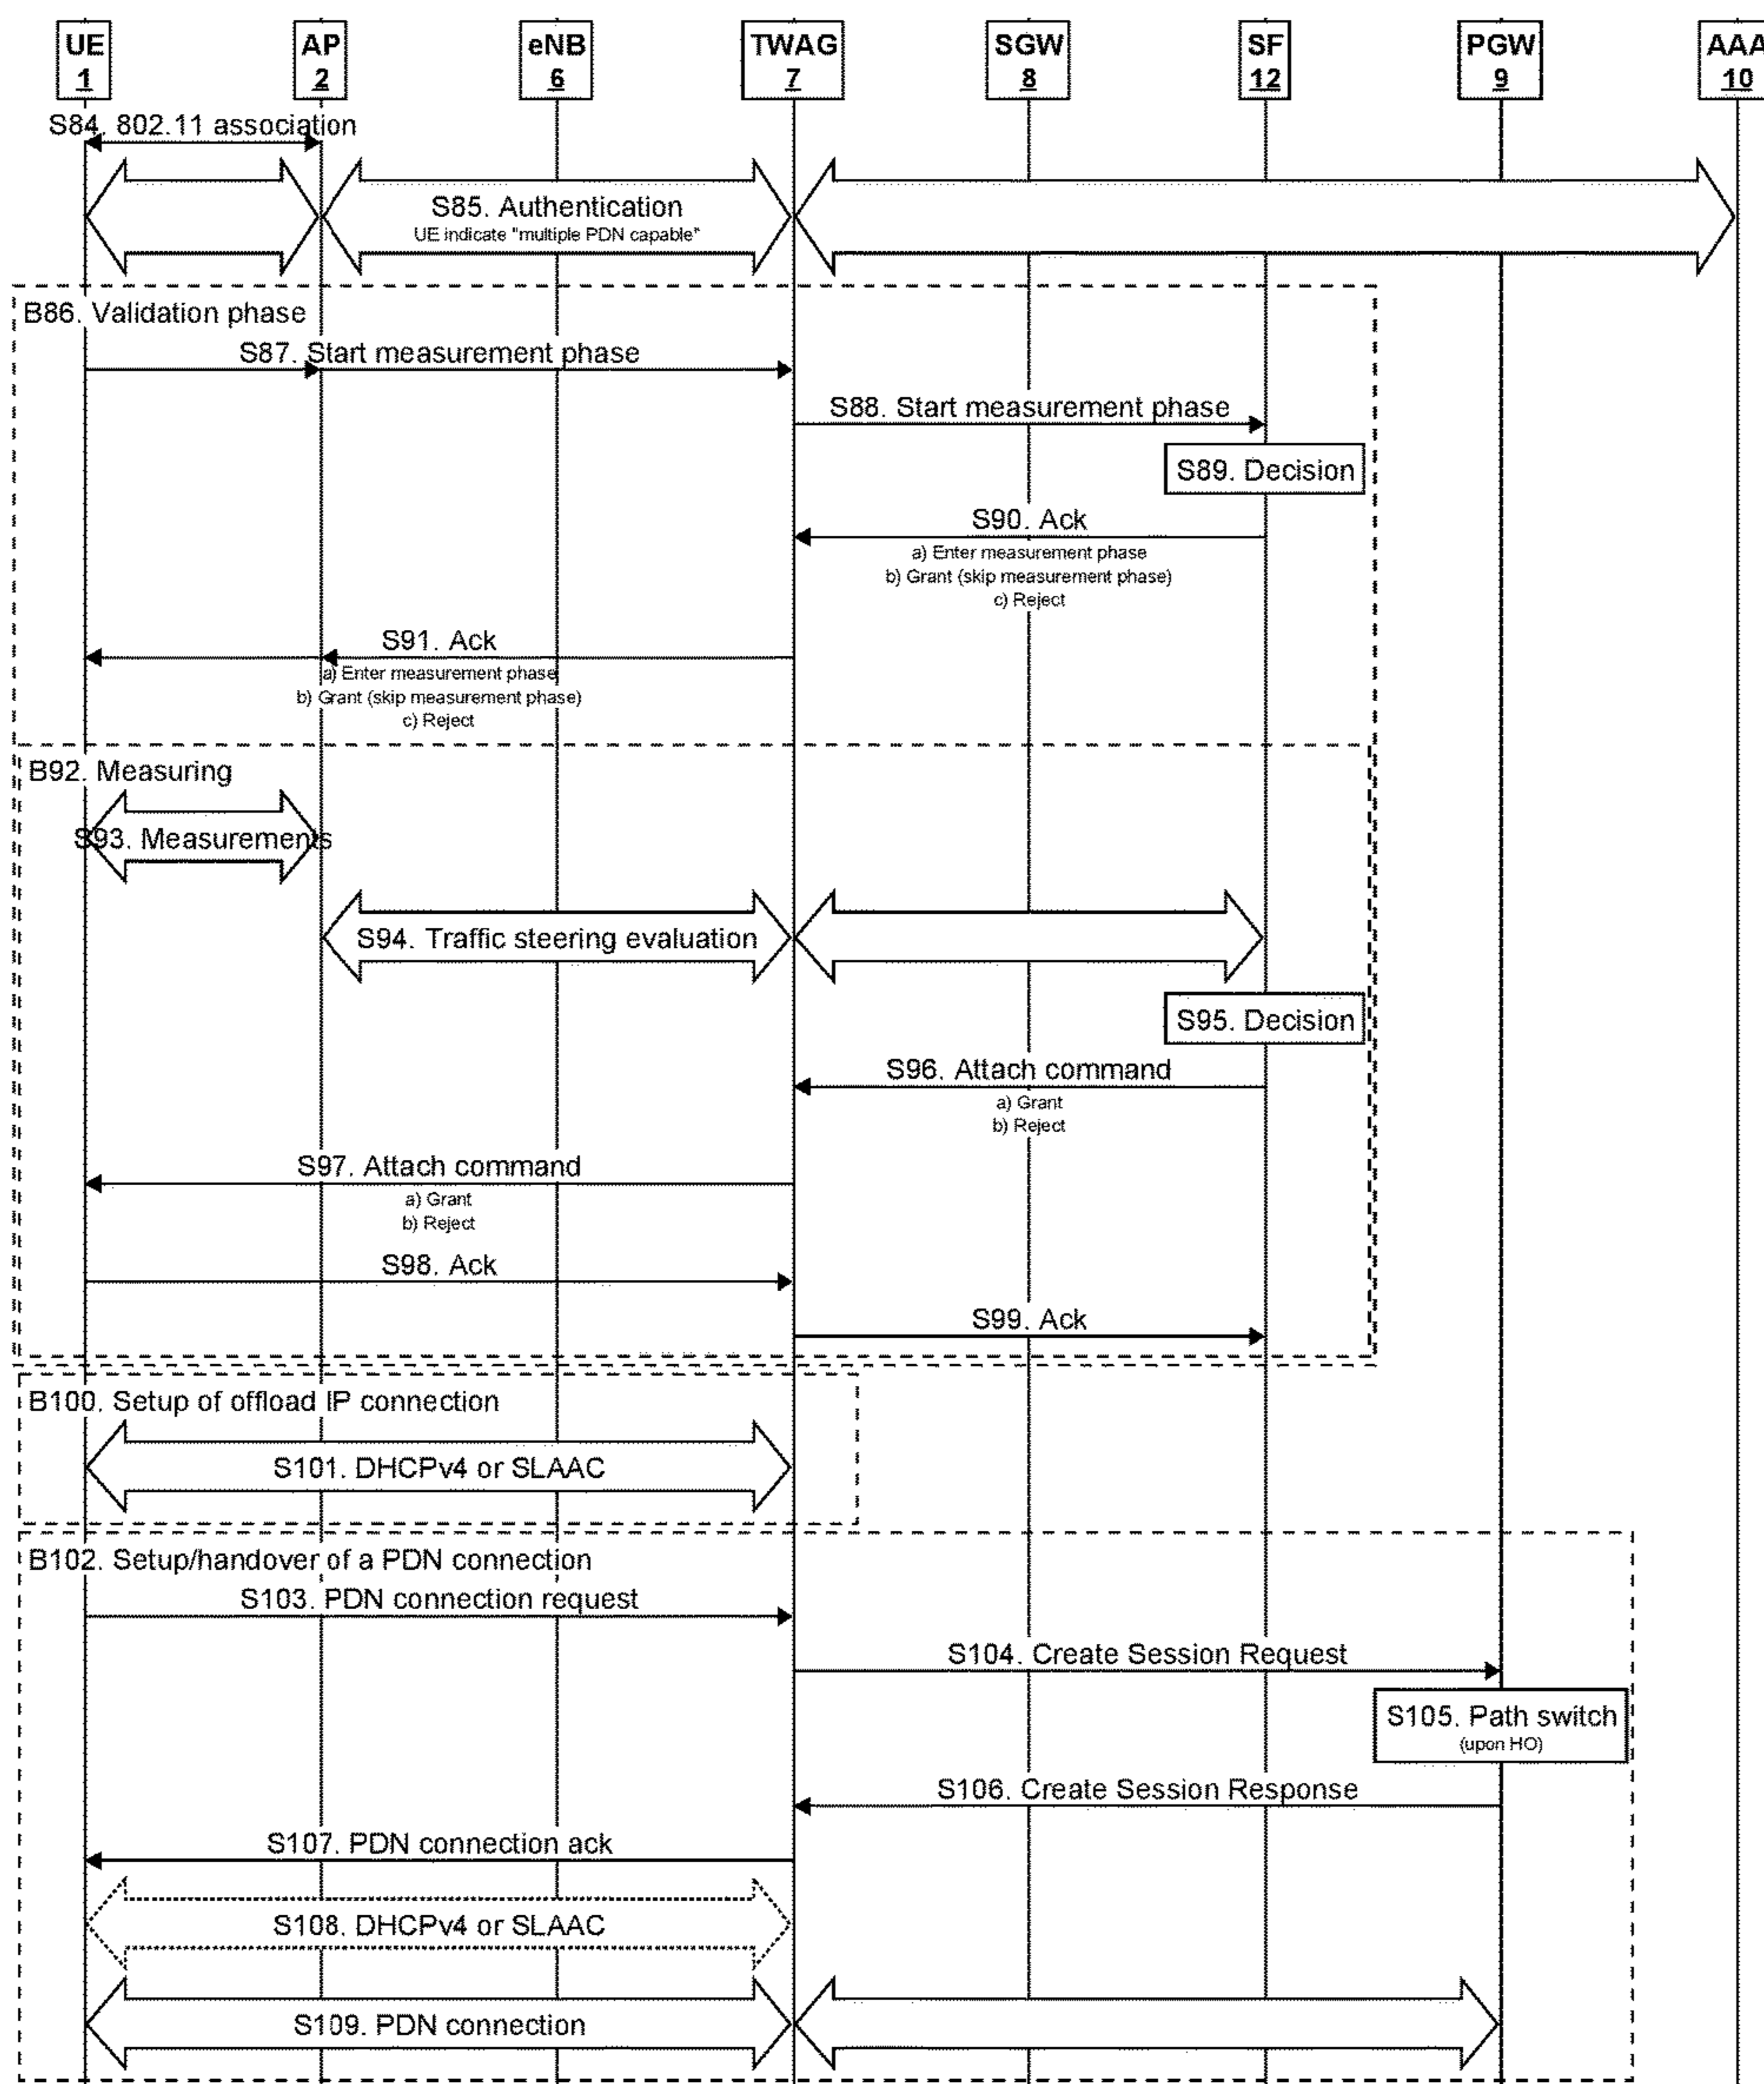 UE
1
AP
2
eNB
6
TWAG
7
SGW
8
SF
12
PGW
9
AAA
10
S84. 802.11 association
S85. Authentication
UE indicate "multiple PDN capable"
B86. Validation phase
S87. Start measurement phase
S88. Start measurement phase
S89. Decision
S90. Ack
a) Enter measurement phase
b) Grant (skip measurement phase)
c) Reject
S91. Ack
a) Enter measurement phase
b) Grant (skip measurement phase)
c) Reject
B92. Measuring
S93. Measurements
S94. Traffic steering evaluation
S95. Decision
S96. Attach command
a) Grant
b) Reject
S97. Attach command
a) Grant
b) Reject
S98. Ack
S99. Ack
B100. Setup of offload IP connection
S101. DHCPv4 or SLAAC
B102. Setup/handover of a PDN connection
S103. PDN connection request
S104. Create Session Request
S105. Path switch
(upon HO)
S106. Create Session Response
S107. PDN connection ack
S108. DHCPv4 or SLAAC
S109. PDN connection